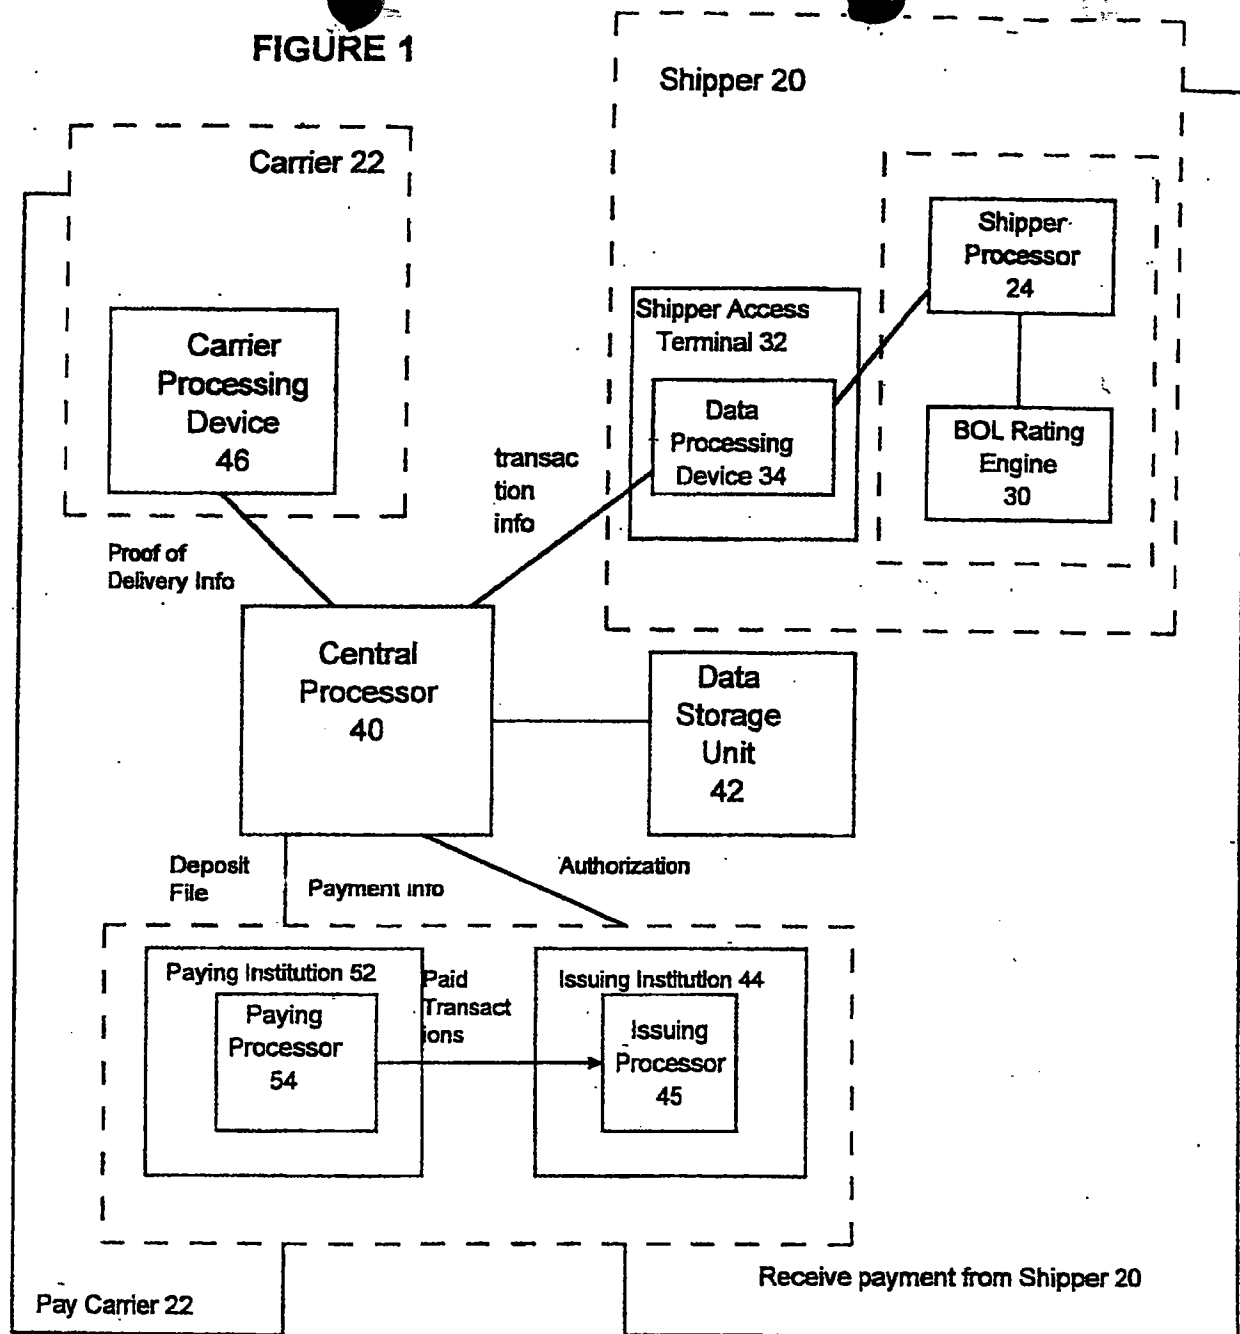 FIGURE 1
Shipper 20
Carrier 22
Shipper
Processor
24
Shipper Access
Terminal 32
Carrier
Processing
Device
46
Data
Processing
Device 34
BOL Rating
Engine
30
transac
tion
info
Proof of
Delivery Info
Central
Processor
40
Data
Storage
Unit
42
Deposit
File
Payment Info
Authorization
Paying Institution 52
Paid
Transact
ions
Issuing Institution 44
Paying
Processor
54
Issuing
Processor
45
Receive payment from Shipper 20
Pay Carrier 22